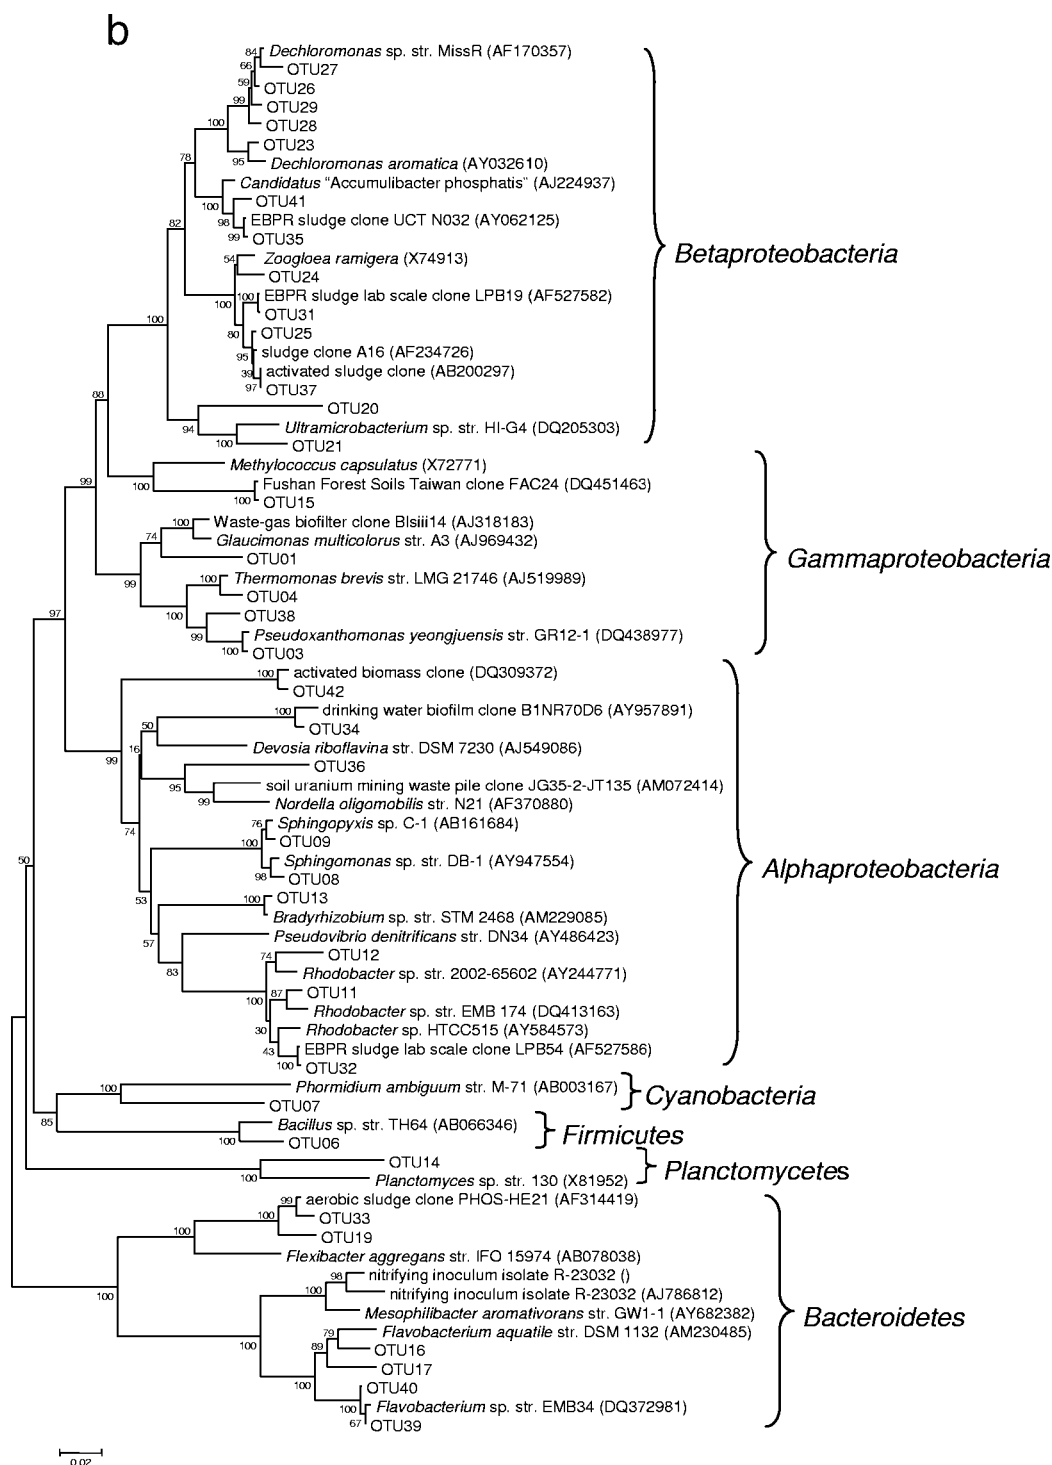 b
84 Dechloromonas sp. str. MissR (AF170357)
66 OTU27
59 OTU26
99 OTU29
100 OTU28
OTU23
95 Dechloromonas aromatica (AY032610)
78 Candidatus "Accumulibacter phosphatis" (AJ224937)
100 OTU41
98 EBPR sludge clone UCT N032 (AY062125)
99 OTU35
82
54 Zoogloea ramigera (X74913)
OTU24
100 100 EBPR sludge lab scale clone LPB19 (AF527582)
OTU31
80 OTU25
95 sludge clone A16 (AF234726)
39 activated sludge clone (AB200297)
97 OTU37
100
OTU20
94 Ultramicrobacterium sp. str. HI-G4 (DQ205303)
100 OTU21
Betaproteobacteria
88
Methylococcus capsulatus (X72771)
100 Fushan Forest Soils Taiwan clone FAC24 (DQ451463)
100 OTU15
99
100 Waste-gas biofilter clone BIsiii14 (AJ318183)
74 Glaucimonas multicolorus str. A3 (AJ969432)
OTU01
99
100 Thermomonas brevis str. LMG 21746 (AJ519989)
OTU04
100 OTU38
99 Pseudoxanthomonas yeongjuensis str. GR12-1 (DQ438977)
100 OTU03
Gammaproteobacteria
97
100 activated biomass clone (DQ309372)
OTU42
100 drinking water biofilm clone B1NR70D6 (AY957891)
50 OTU34
16 Devosia riboflavina str. DSM 7230 (AJ549086)
99
OTU36
95 soil uranium mining waste pile clone JG35-2-JT135 (AM072414)
99 Nordella oligomobilis str. N21 (AF370880)
74
76 Sphingopyxis sp. C-1 (AB161684)
100 OTU09
Sphingomonas sp. str. DB-1 (AY947554)
98 OTU08
53
100 OTU13
Bradyrhizobium sp. str. STM 2468 (AM229085)
57 Pseudovibrio denitrificans str. DN34 (AY486423)
83
74 OTU12
Rhodobacter sp. str. 2002-65602 (AY244771)
100 87 OTU11
Rhodobacter sp. str. EMB 174 (DQ413163)
30 Rhodobacter sp. HTCC515 (AY584573)
43 EBPR sludge lab scale clone LPB54 (AF527586)
100 OTU32
Alphaproteobacteria
50
100 Phormidium ambiguum str. M-71 (AB003167)
OTU07
Cyanobacteria
85
Bacillus sp. str. TH64 (AB066346)
100 OTU06
Firmicutes
OTU14
100 Planctomyces sp. str. 130 (X81952)
Planctomycetes
99 aerobic sludge clone PHOS-HE21 (AF314419)
100 OTU33
100 OTU19
Flexibacter aggregans str. IFO 15974 (AB078038)
100
98 nitrifying inoculum isolate R-23032 ()
100 nitrifying inoculum isolate R-23032 (AJ786812)
Mesophilibacter aromativorans str. GW1-1 (AY682382)
100
79 Flavobacterium aquatile str. DSM 1132 (AM230485)
89 OTU16
OTU17
100 OTU40
100 Flavobacterium sp. str. EMB34 (DQ372981)
67 OTU39
Bacteroidetes
0.02